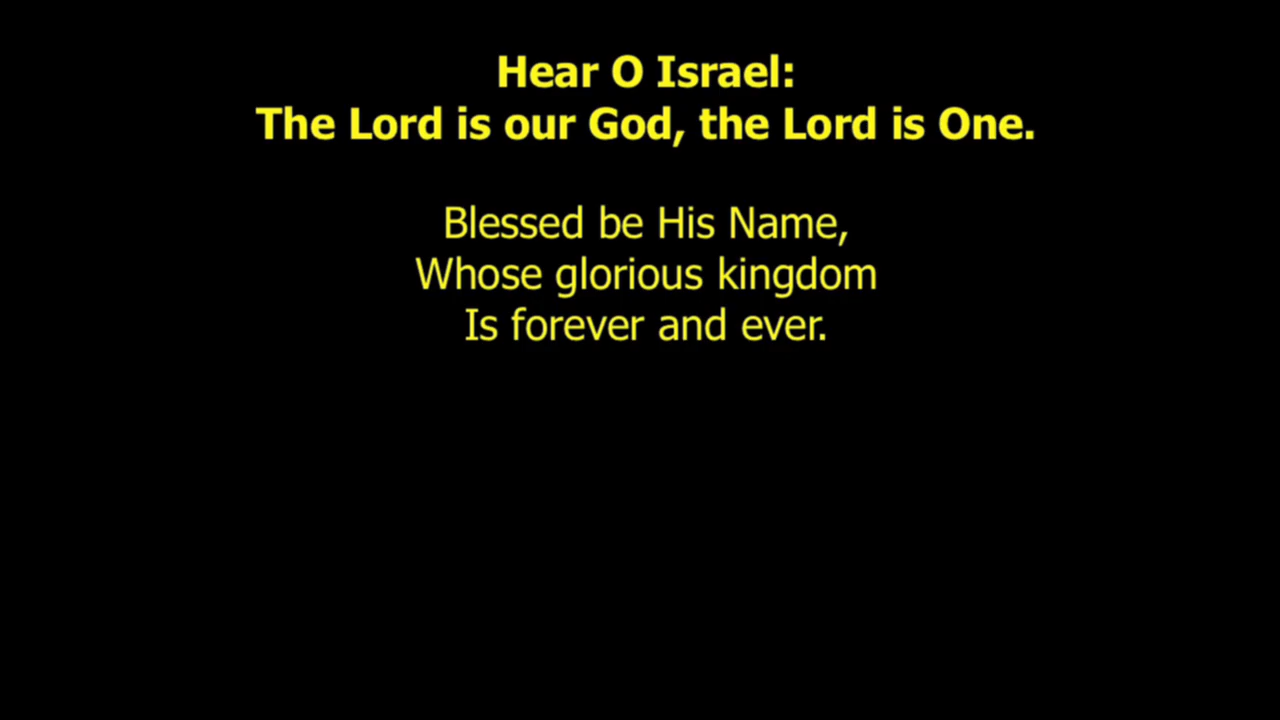 Hear O Israel:
The Lord is our God, the Lord is One.
Blessed be His Name,
Whose glorious kingdom
Is forever and ever.